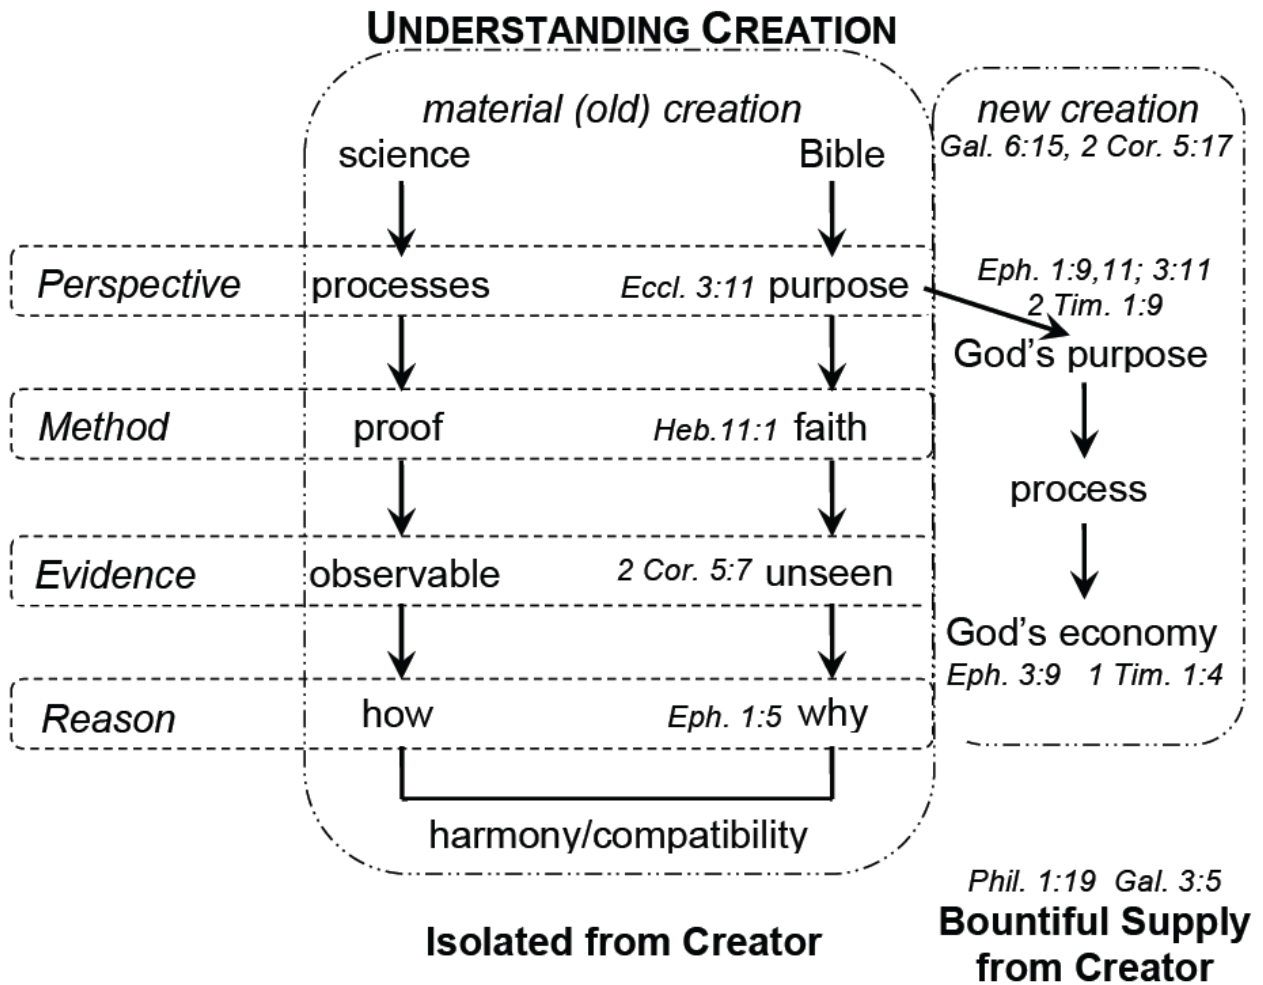 UNDERSTANDING CREATION
material (old) creation
new creation
science
Bible
Gal. 6:15, 2 Cor. 5:17
Perspective
processes
Eccl. 3:11 purpose
Eph. 1:9,11; 3:11
2 Tim. 1:9
God's purpose
Method
proof
Heb.11:1 faith
process
Evidence
observable
2 Cor. 5:7 unseen
God's economy
Eph. 3:9 1 Tim. 1:4
Reason
how
Eph. 1:5 why
harmony/compatibility
Phil. 1:19 Gal. 3:5
Isolated from Creator
Bountiful Supply
from Creator